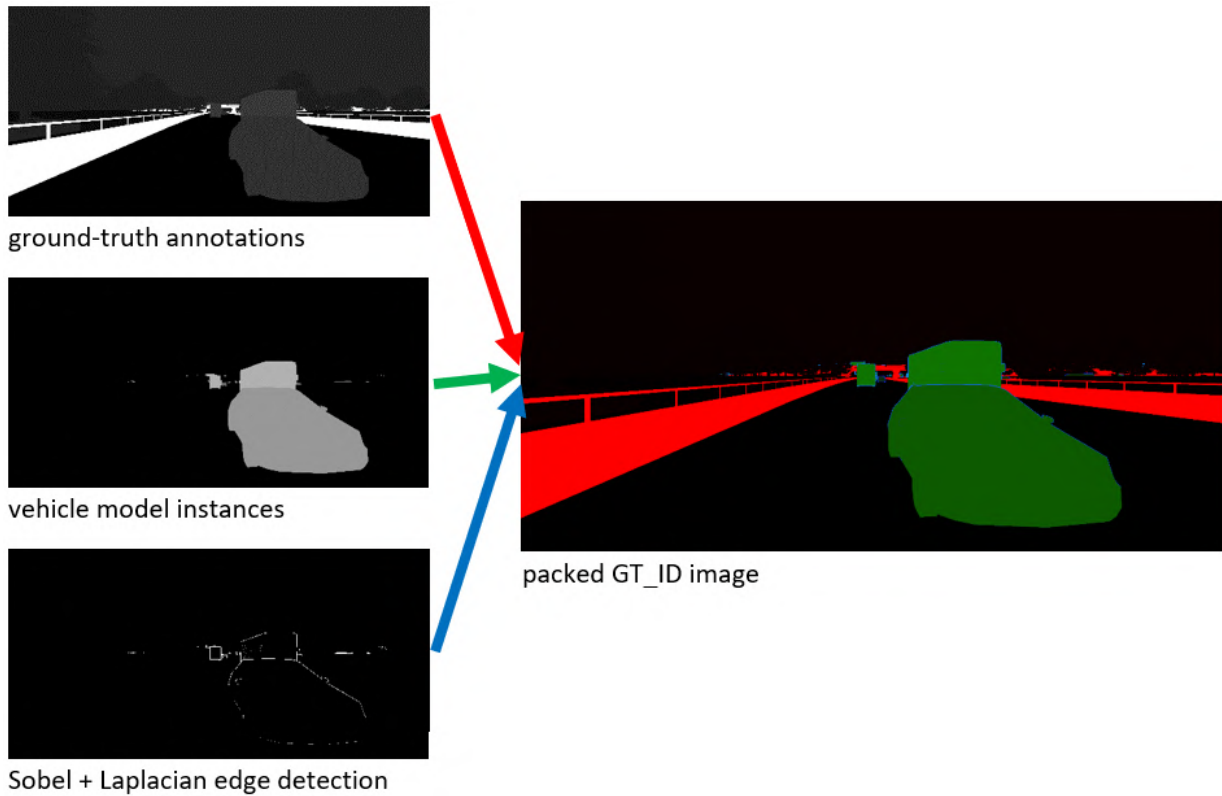 ground-truth annotations
vehicle model instances
packed GT_ID image
Sobel + Laplacian edge detection